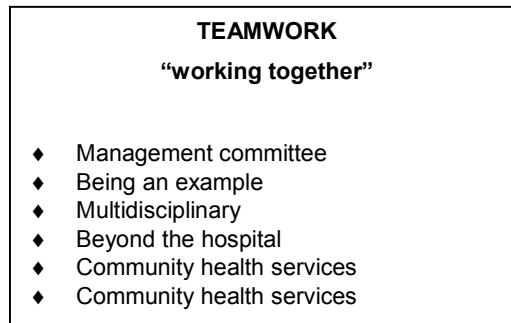 TEAMWORK
“working together”
♦ Management committee
♦ Being an example
♦ Multidisciplinary
♦ Beyond the hospital
♦ Community health services
♦ Community health services